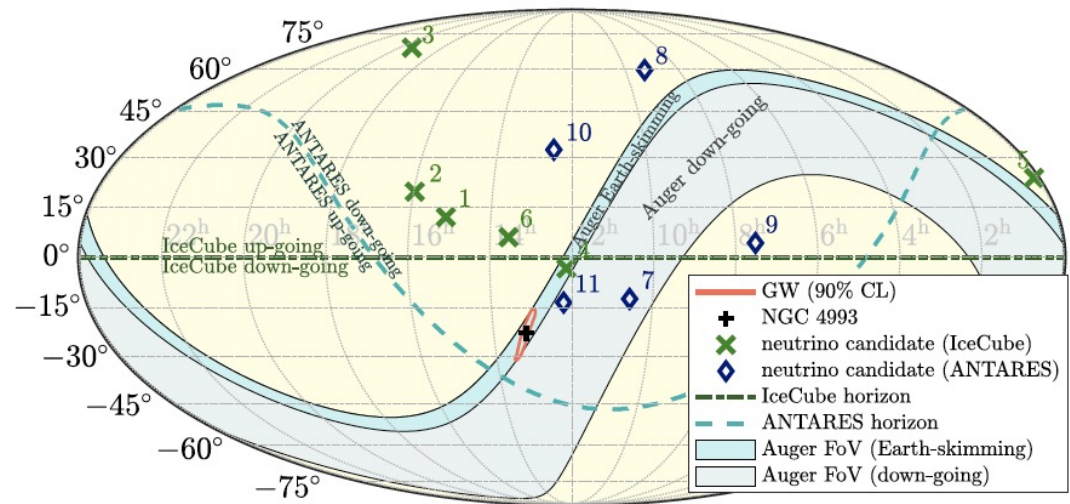 75°
60°
45°
30°
15°
0°
−15°
−30°
−45°
−60°
−75°
3
8
10
2
1
6
5
4
9
11
7
22h
20h
16h
12h
10h
6h
4h
2h
ANTARES down-going
ANTARES up-going
Auger Earth-skimming
Auger down-going
IceCube up-going
IceCube down-going
GW (90% CL)
NGC 4993
neutrino candidate (IceCube)
neutrino candidate (ANTARES)
IceCube horizon
ANTARES horizon
Auger FoV (Earth-skimming)
Auger FoV (down-going)